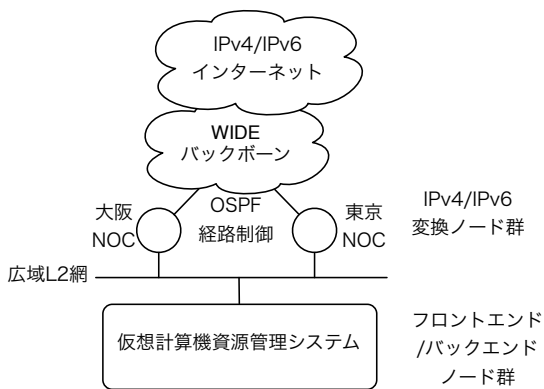 IPv4/IPv6
インターネット
WIDE
バックボーン
大阪
NOC
OSPF
経路制御
東京
NOC
IPv4/IPv6
変換ノード群
広域L2網
仮想計算機資源管理システム
フロントエンド
/バックエンド
ノード群